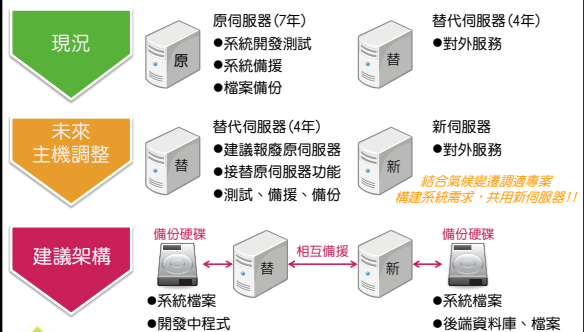 現況
原伺服器(7年)
●系統開發測試
●系統備援
●檔案備份
原
替代伺服器(4年)
●對外服務
替
未來
主機調整
替代伺服器(4年)
●建議報廢原伺服器
●接替原伺服器功能
●測試、備援、備份
替
新伺服器
●對外服務
新
結合氣候變遷調適專案
構建系統需求，共用新伺服器!!
建議架構
備份硬碟
替
相互備援
新
備份硬碟
●系統檔案
●開發中程式
●系統檔案
●後端資料庫、檔案